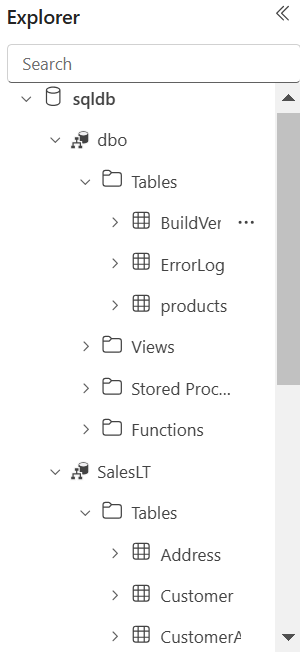 Explorer
Search
sqldb
dbo
Tables
BuildVer
ErrorLog
products
Views
Stored Proc...
Functions
SalesLT
Tables
Address
Customer
CustomerA